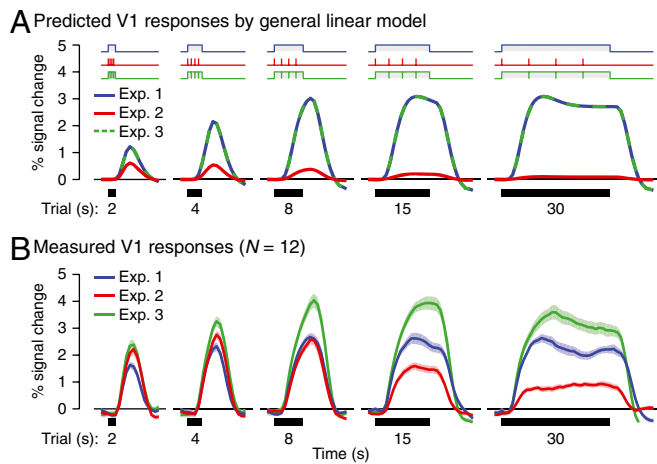 A Predicted V1 responses by general linear model
% signal change
5
4
3
2
1
0
Exp. 1
Exp. 2
Exp. 3
Trial (s): 2 4 8 15 30
B Measured V1 responses (N = 12)
% signal change
5
4
3
2
1
0
Exp. 1
Exp. 2
Exp. 3
Trial (s): 2 4 8 15 30
Time (s)